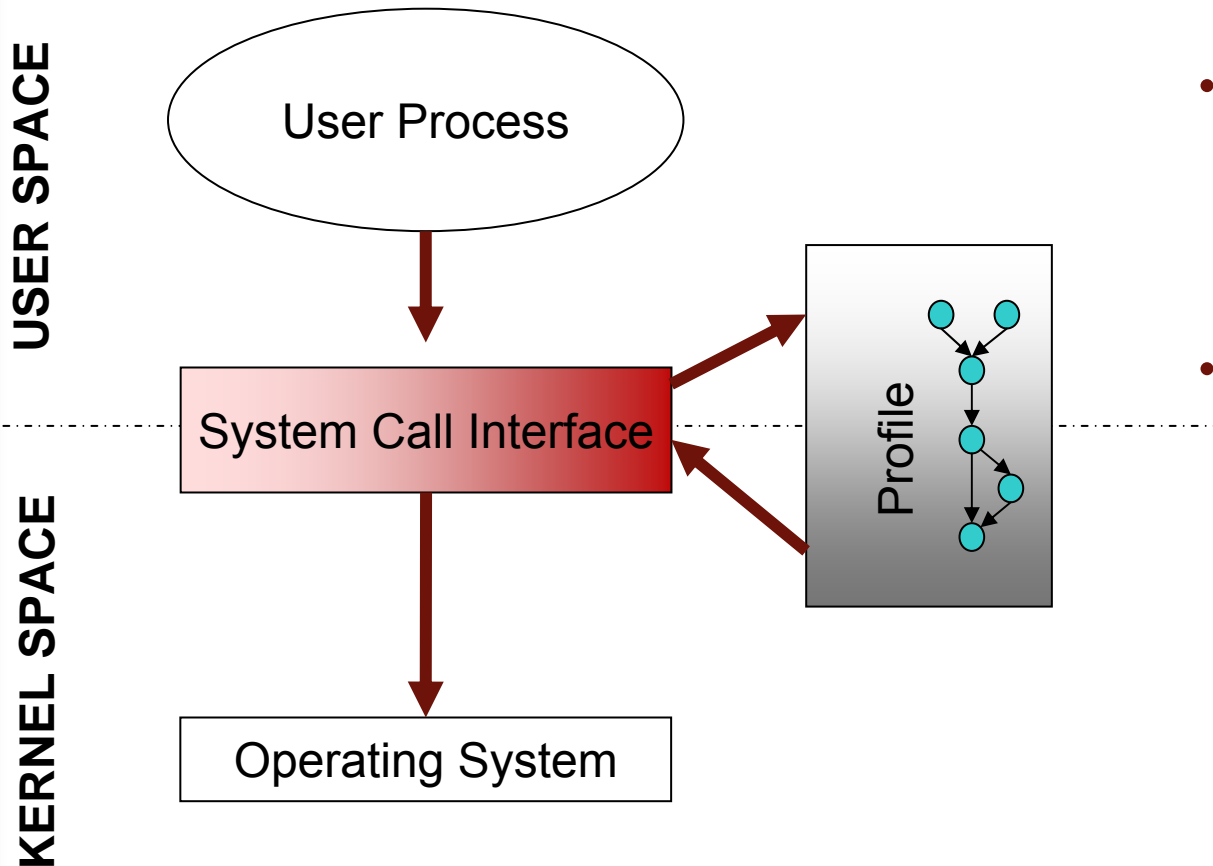 USER SPACE
User Process
System Call Interface
Profile
KERNEL SPACE
Operating System